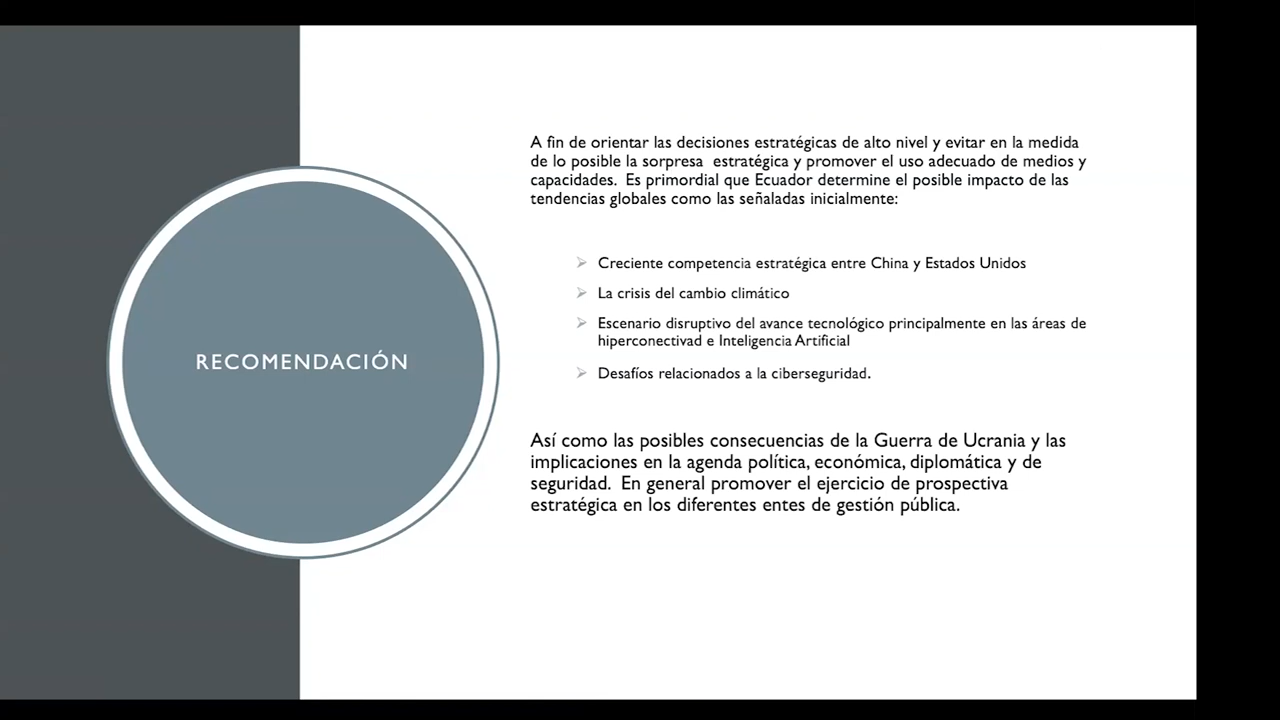 RECOMENDACIÓN
A fin de orientar las decisiones estratégicas de alto nivel y evitar en la medida
de lo posible la sorpresa  estratégica y promover el uso adecuado de medios y
capacidades.  Es primordial que Ecuador determine el posible impacto de las
tendencias globales como las señaladas inicialmente:
Creciente competencia estratégica entre China y Estados Unidos
La crisis del cambio climático
Escenario disruptivo del avance tecnológico principalmente en las áreas de
hiperconectivad e Inteligencia Artificial
Desafíos relacionados a la ciberseguridad.
Así como las posibles consecuencias de la Guerra de Ucrania y las
implicaciones en la agenda política, económica, diplomática y de
seguridad.  En general promover el ejercicio de prospectiva
estratégica en los diferentes entes de gestión pública.